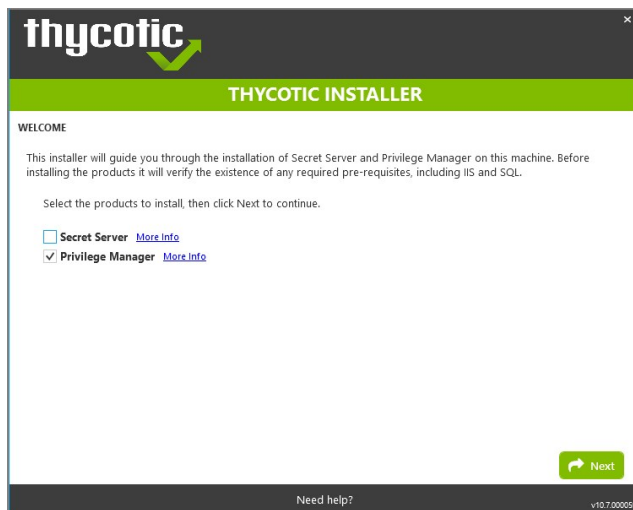 thycotic
THYCOTIC INSTALLER
WELCOME
This installer will guide you through the installation of Secret Server and Privilege Manager on this machine. Before
installing the products it will verify the existence of any required pre-requisites, including IIS and SQL.
Select the products to install, then click Next to continue.
Secret Server More Info
Privilege Manager More Info
Next
Need help?
v10.7.00005